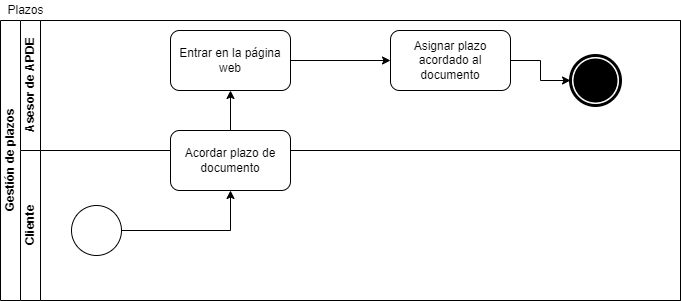 Plazos
Gestión de plazos
Asesor de APDE
Entrar en la página
web
Asignar plazo
acordado al
documento
Acordar plazo de
documento
Cliente